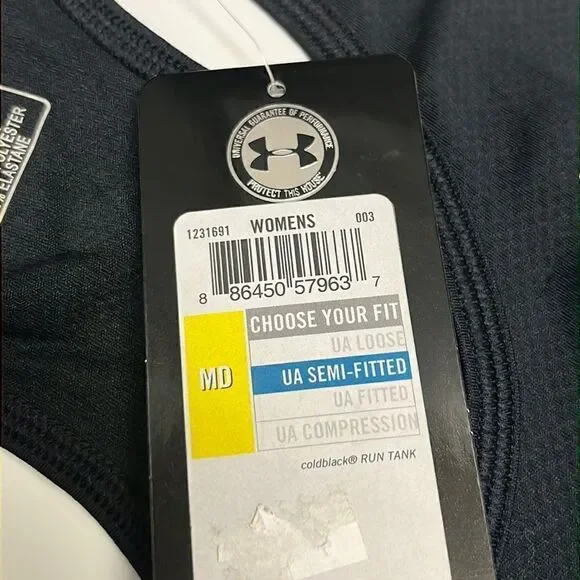 POLYESTER
ELASTANE
UNIVERSAL GUARANTEE OF PERFORMANCE
PROTECT THIS HOUSE
1231691 WOMENS 003
8 86450 57963 7
MD
CHOOSE YOUR FIT
UA LOOSE
UA SEMI-FITTED
UA FITTED
UA COMPRESSION
coldblack® RUN TANK